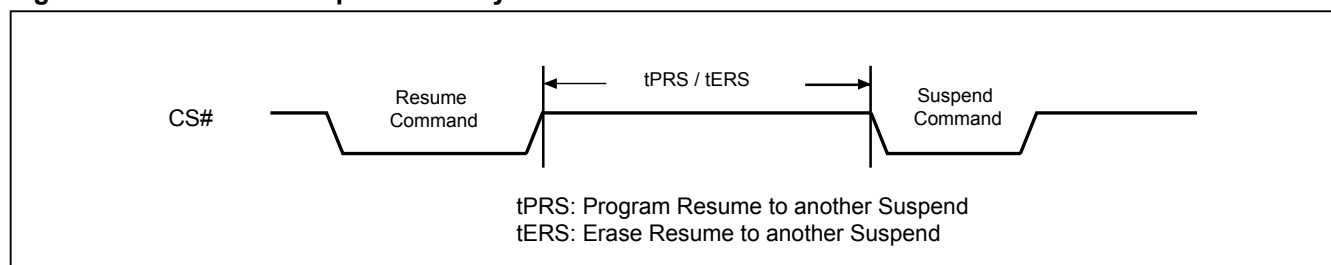 tPRS / tERS
Resume
Command
Suspend
Command
CS#
tPRS: Program Resume to another Suspend
tERS: Erase Resume to another Suspend